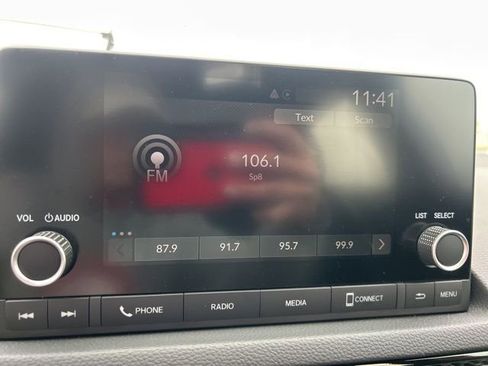 11:41
Text Scan
FM
106.1
Sp8
VOL AUDIO
LIST SELECT
87.9 91.7 95.7 99.9
PHONE RADIO MEDIA CONNECT MENU